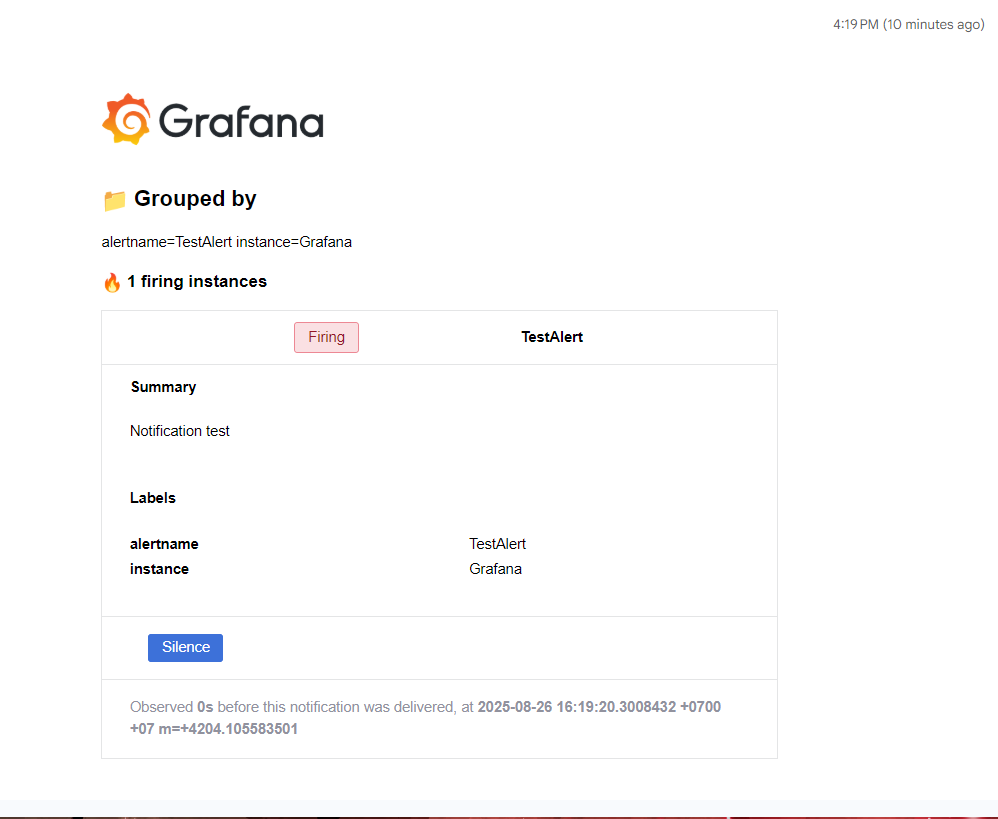 4:19 PM (10 minutes ago)
Grafana
📁 Grouped by
alertname=TestAlert instance=Grafana
🔥 1 firing instances
Firing TestAlert
Summary
Notification test
Labels
alertname TestAlert
instance Grafana
Silence
Observed 0s before this notification was delivered, at 2025-08-26 16:19:20.3008432 +0700
+07 m=+4204.105583501